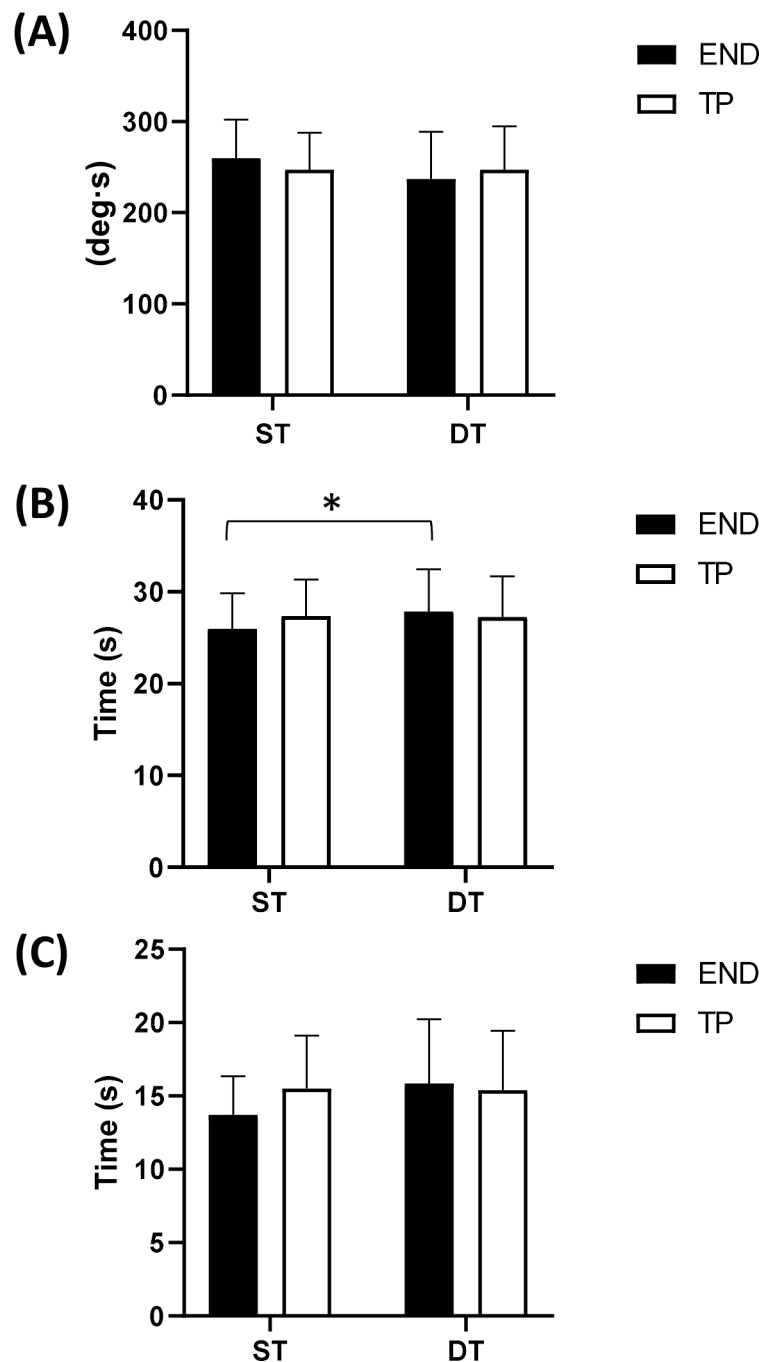 (A)
400
300
200
100
0
(deg·s)
ST
DT
END
TP
(B)
40
30
20
10
0
Time (s)
*
ST
DT
END
TP
(C)
25
20
15
10
5
0
Time (s)
ST
DT
END
TP